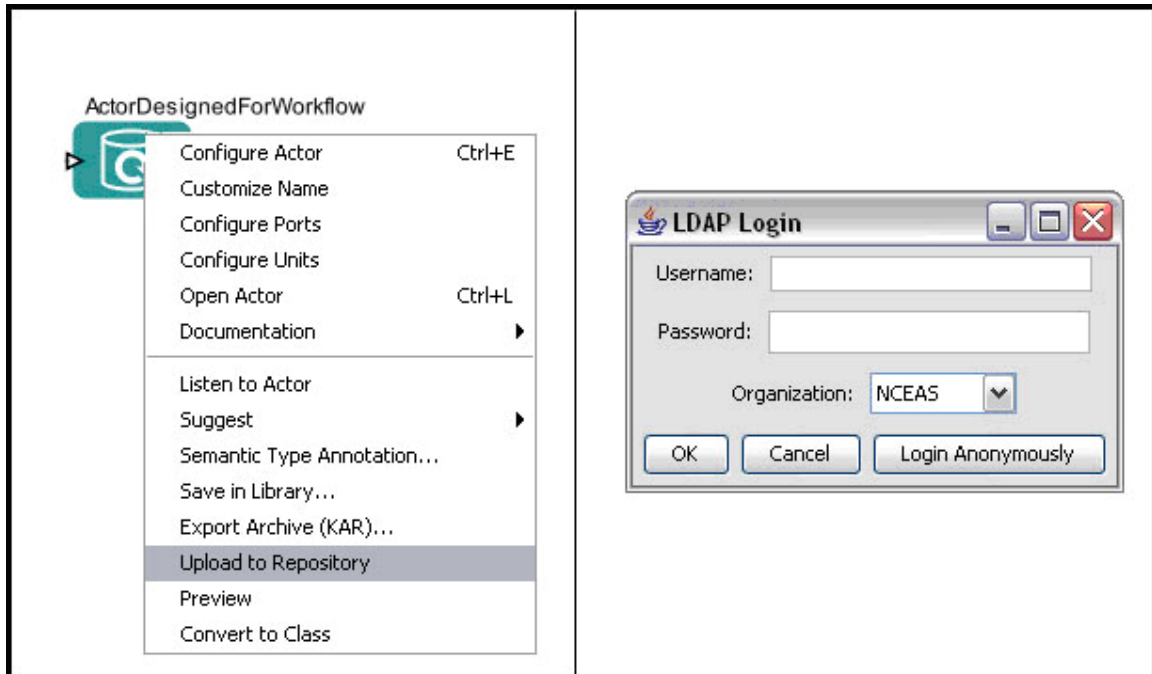 ActorDesignedForWorkflow
Q
Configure Actor Ctrl+E
Customize Name
Configure Ports
Configure Units
Open Actor Ctrl+L
Documentation
Listen to Actor
Suggest
Semantic Type Annotation...
Save in Library...
Export Archive (KAR)...
Upload to Repository
Preview
Convert to Class
LDAP Login
Username:
Password:
Organization: NCEAS
OK Cancel Login Anonymously